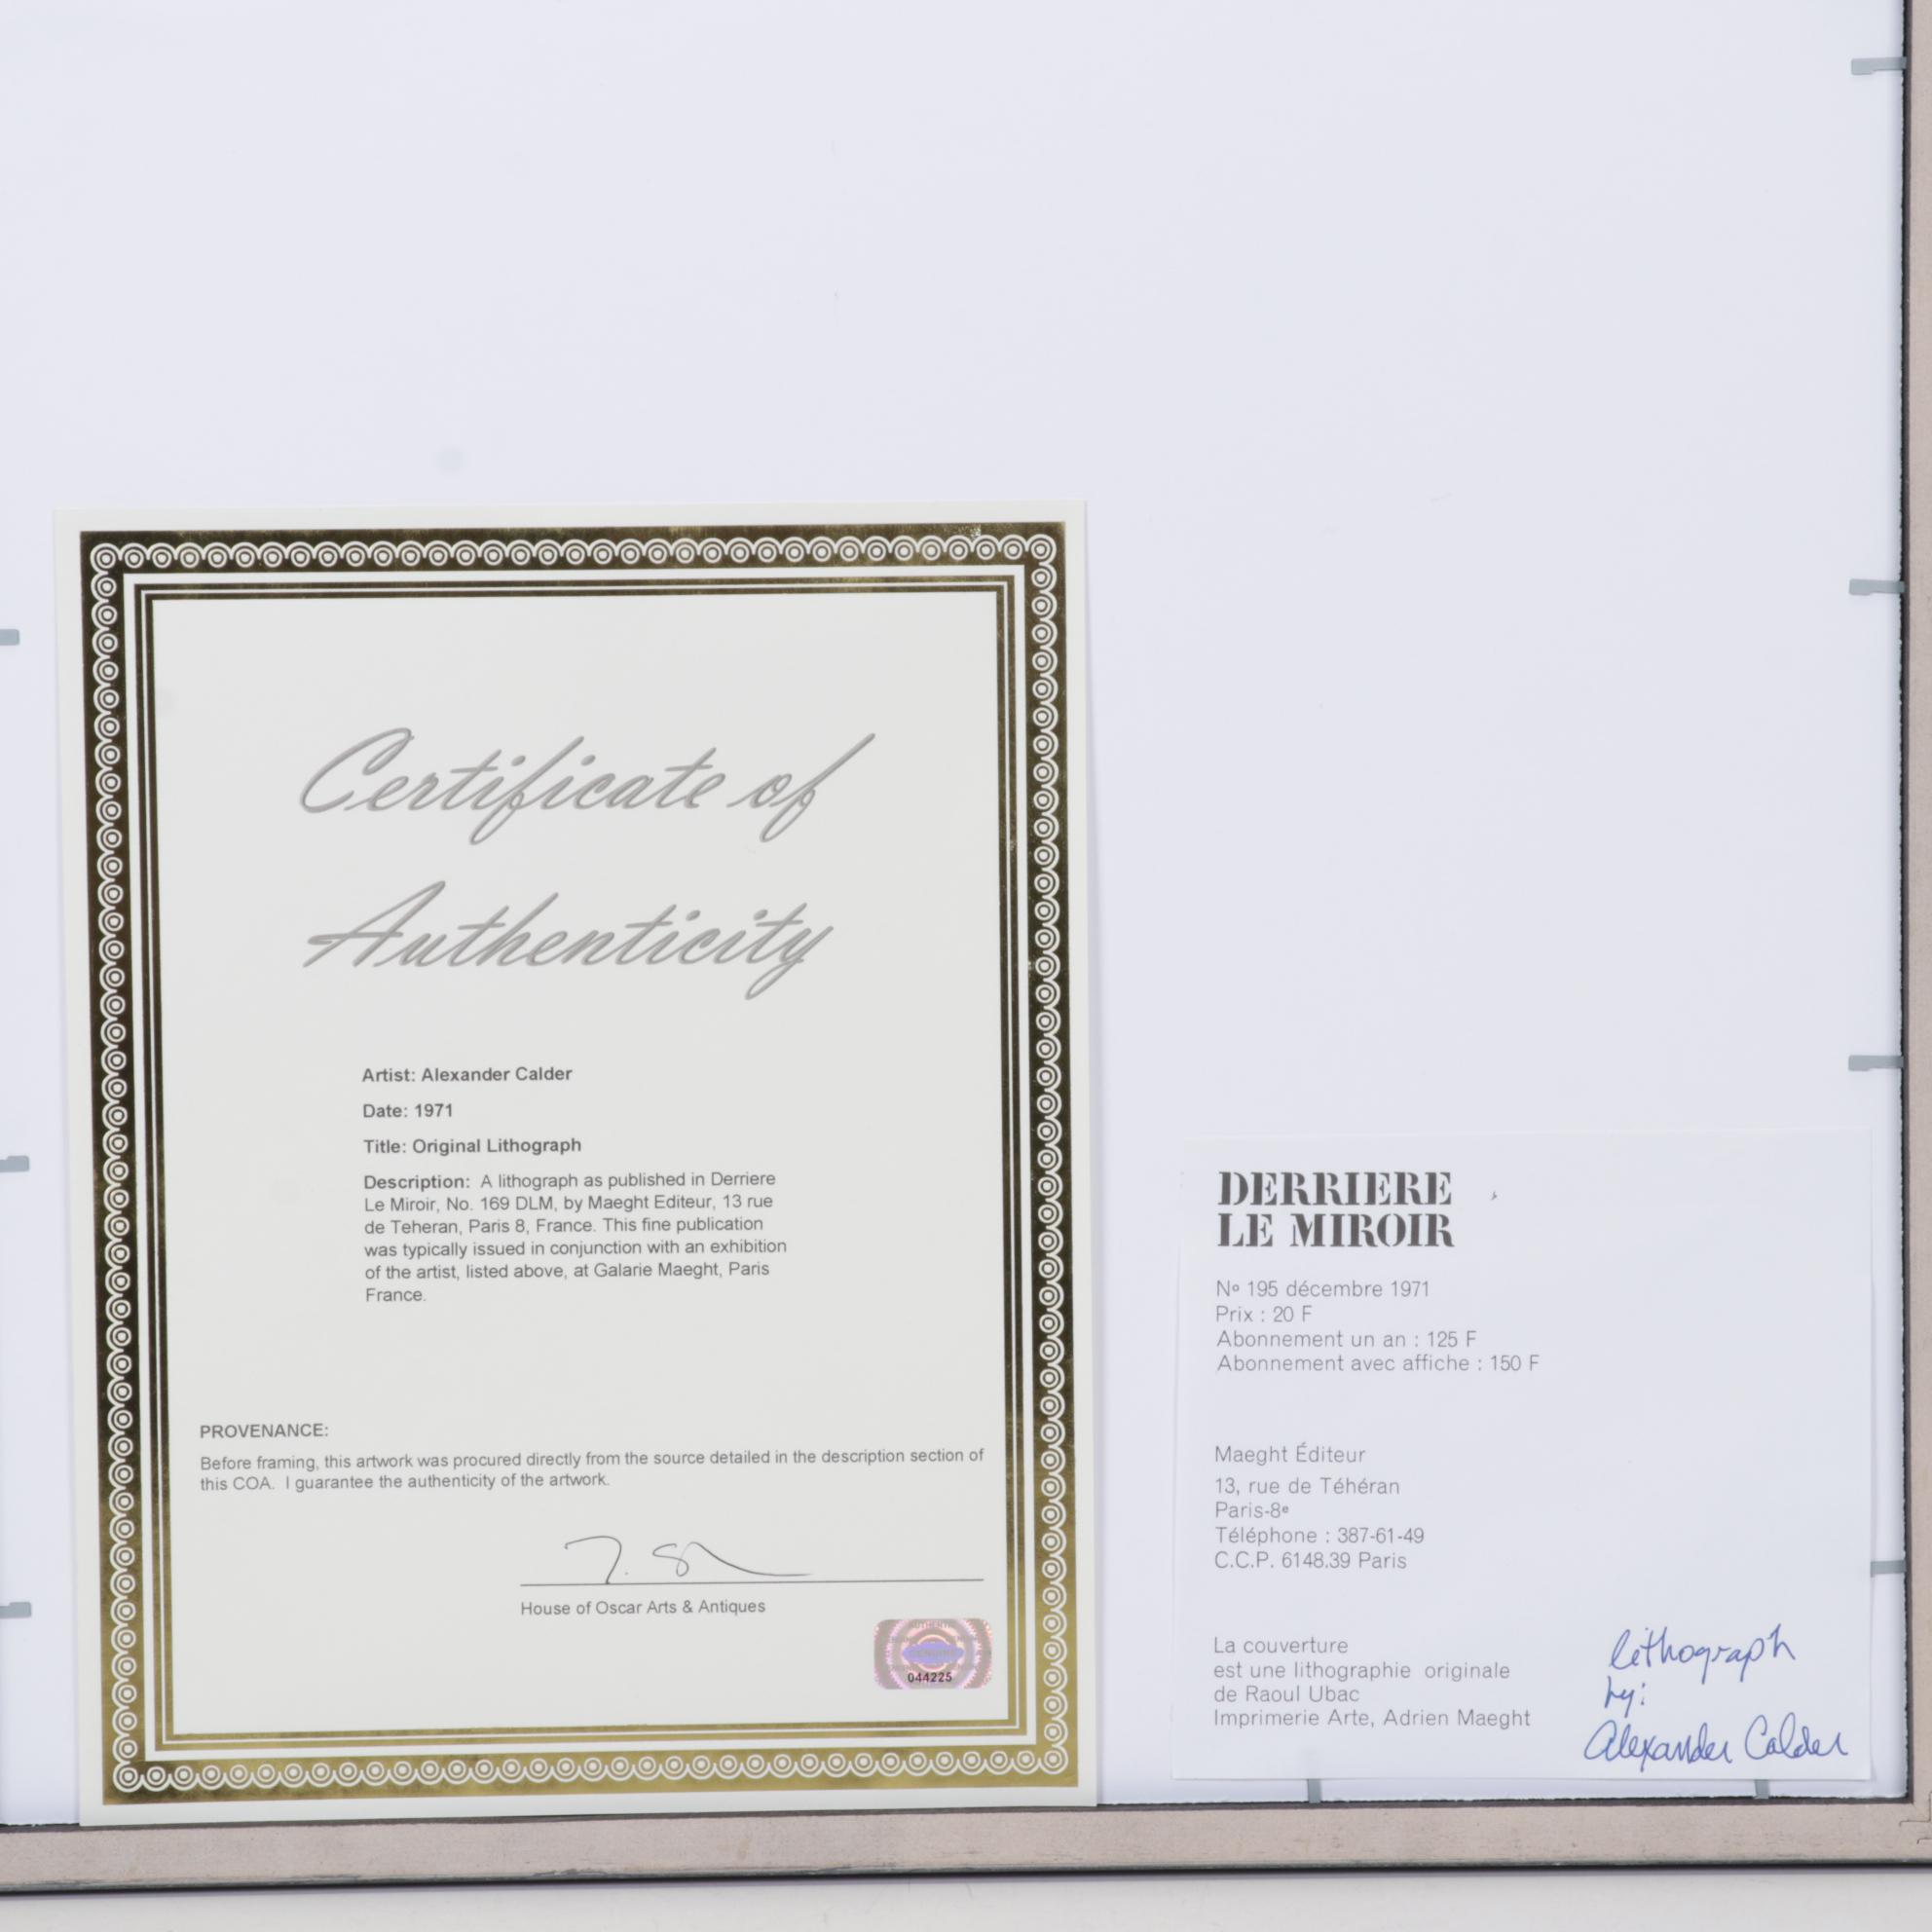 Certificate of
Authenticity
Artist: Alexander Calder
Date: 1971
Title: Original Lithograph
Description: A lithograph as published in Derriere
Le Miroir, No. 169 DLM, by Maeght Editeur, 13 rue
de Teheran, Paris 8, France. This fine publication
was typically issued in conjunction with an exhibition
of the artist, listed above, at Galarie Maeght, Paris
France.
PROVENANCE:
Before framing, this artwork was procured directly from the source detailed in the description section of
this COA. I guarantee the authenticity of the artwork.
House of Oscar Arts & Antiques
044225
DERRIERE
LE MIROIR
Nº 195 décembre 1971
Prix : 20 F
Abonnement un an : 125 F
Abonnement avec affiche : 150 F
Maeght Éditeur
13, rue de Téhéran
Paris-8e
Téléphone : 387-61-49
C.C.P. 6148.39 Paris
La couverture
est une lithographie originale
de Raoul Ubac
Imprimerie Arte, Adrien Maeght
lithograph
by:
Alexander Calder